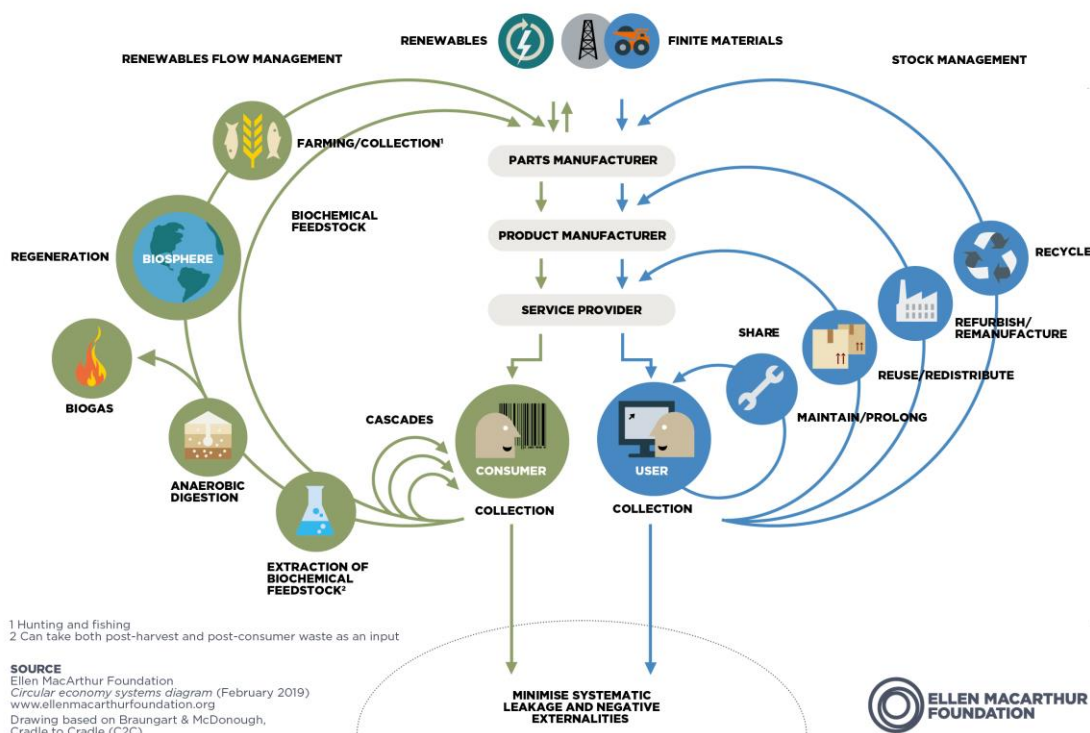 RENEWABLES
FINITE MATERIALS
RENEWABLES FLOW MANAGEMENT
STOCK MANAGEMENT
FARMING/COLLECTION¹
PARTS MANUFACTURER
BIOCHEMICAL
FEEDSTOCK
PRODUCT MANUFACTURER
REGENERATION
BIOSPHERE
RECYCLE
SERVICE PROVIDER
SHARE
REFURBISH/
REMANUFACTURE
REUSE/REDISTRIBUTE
BIOGAS
CASCADES
MAINTAIN/PROLONG
CONSUMER
USER
ANAEROBIC
DIGESTION
COLLECTION
COLLECTION
EXTRACTION OF
BIOCHEMICAL
FEEDSTOCK²
1 Hunting and fishing
2 Can take both post-harvest and post-consumer waste as an input
SOURCE
Ellen MacArthur Foundation
Circular economy systems diagram (February 2019)
www.ellenmacarthurfoundation.org
Drawing based on Braungart & McDonough,
Cradle to Cradle (C2C)
MINIMISE SYSTEMATIC
LEAKAGE AND NEGATIVE
EXTERNALITIES
ELLEN MACARTHUR
FOUNDATION